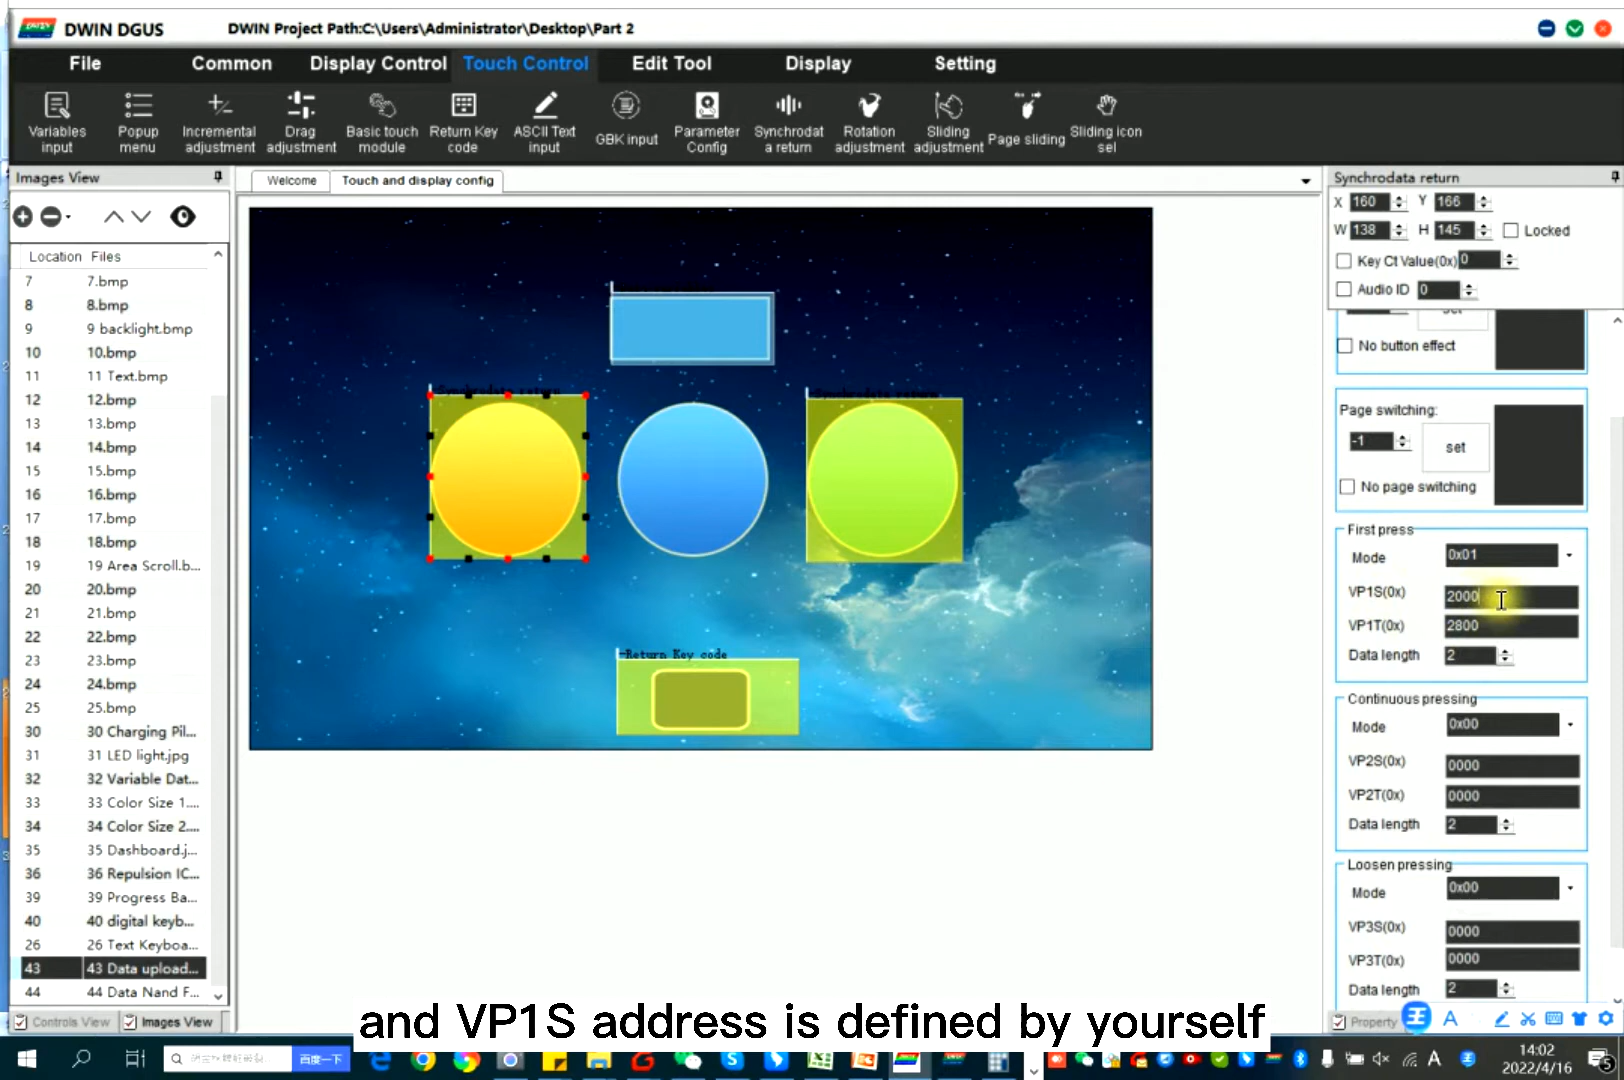 DWIN DGUS
DWIN Project Path:C:\Users\Administrator\Desktop\Part 2
File Common Display Control Touch Control Edit Tool Display Setting
Variables input
Popup menu
Incremental adjustment
Drag adjustment
Basic touch module
Return Key code
ASCII Text input
GBK input
Parameter Config
Synchrodat a return
Rotation adjustment
Sliding adjustment
Page sliding
Sliding icon sel
Images View
Welcome
Touch and display config
Location Files
7 7.bmp
8 8.bmp
9 9 backlight.bmp
10 10.bmp
11 11 Text.bmp
12 12.bmp
13 13.bmp
14 14.bmp
15 15.bmp
16 16.bmp
17 17.bmp
18 18.bmp
19 19 Area Scroll.b...
20 20.bmp
21 21.bmp
22 22.bmp
23 23.bmp
24 24.bmp
25 25.bmp
30 30 Charging Pil...
31 31 LED light.jpg
32 32 Variable Dat...
33 33 Color Size 1....
34 34 Color Size 2....
35 35 Dashboard.j...
36 36 Repulsion IC...
39 39 Progress Ba...
40 40 digital keyb...
26 26 Text Keyboa...
43 43 Data upload...
44 44 Data Nand F...
Controls View
Images View
Synchrodata return
Synchrodata return
Return Key code
Synchrodata return
X 160 Y 166
W 138 H 145 Locked
Key Ct Value(0x) 0
Audio ID 0
No button effect
Page switching:
-1 set
No page switching
First press
Mode 0x01
VP1S(0x) 2000
VP1T(0x) 2800
Data length 2
Continuous pressing
Mode 0x00
VP2S(0x) 0000
VP2T(0x) 0000
Data length 2
Loosen pressing
Mode 0x00
VP3S(0x) 0000
VP3T(0x) 0000
Data length 2
Property
and VP1S address is defined by yourself
百度一下
14:02
2022/4/16